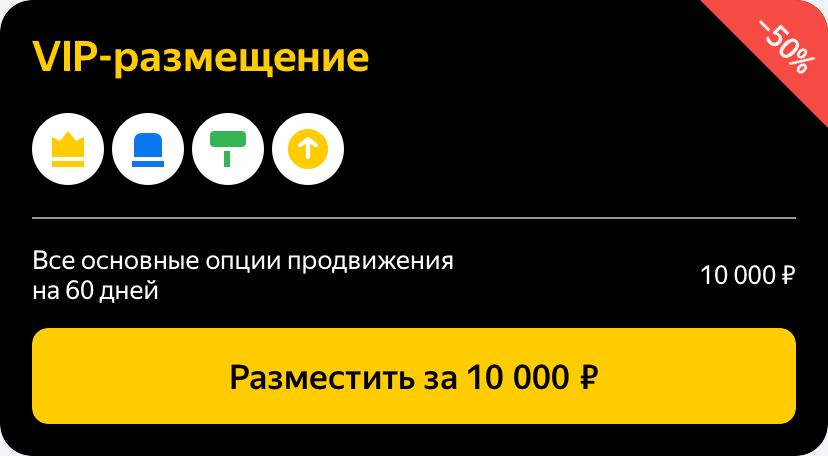 VIP-размещение
-50%
Все основные опции продвижения
на 60 дней
10 000 ₽
Разместить за 10 000 ₽